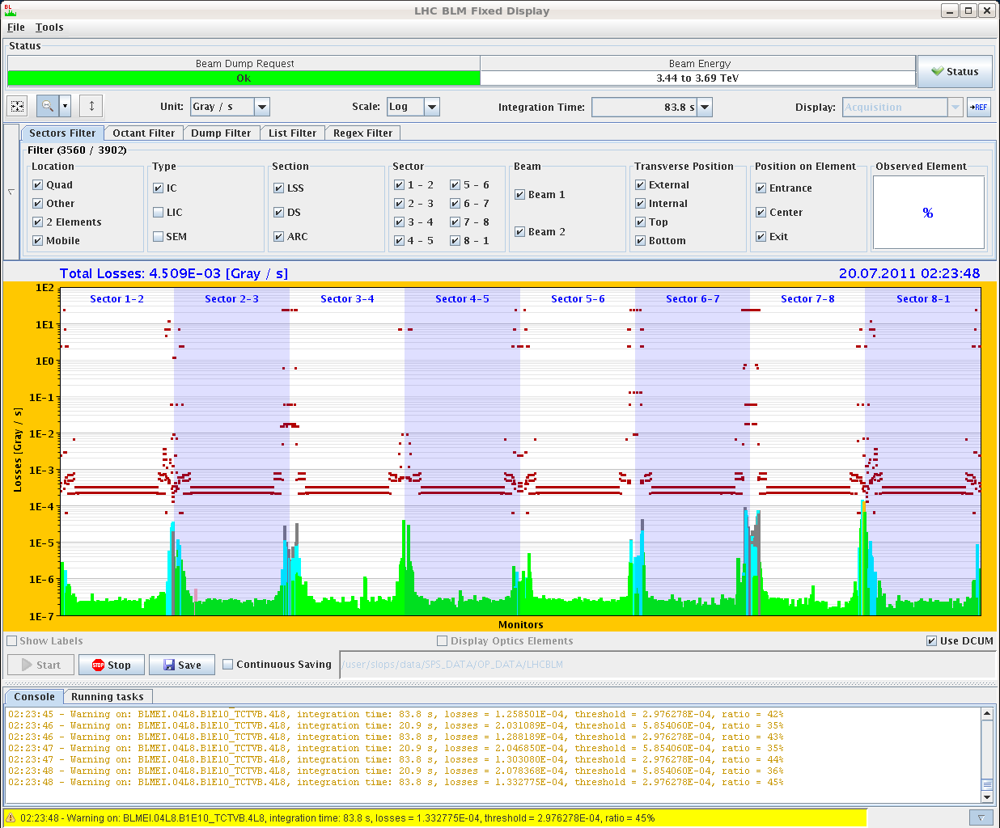 LHC BLM Fixed Display
File Tools
Status
Beam Dump Request Beam Energy
Ok 3.44 to 3.69 TeV
Status
Unit: Gray / s Scale: Log Integration Time: 83.8 s Display: Acquisition →REF
Sectors Filter Octant Filter Dump Filter List Filter Regex Filter
Filter (3560 / 3902)
Location Type Section Sector Beam Transverse Position Position on Element Observed Element
Quad IC LSS 1 - 2 5 - 6 Beam 1 External Entrance
Other LIC DS 2 - 3 6 - 7 Internal Center %
2 Elements SEM ARC 3 - 4 7 - 8 Beam 2 Top Exit
Mobile 4 - 5 8 - 1 Bottom
Total Losses: 4.509E-03 [Gray / s] 20.07.2011 02:23:48
Sector 1-2 Sector 2-3 Sector 3-4 Sector 4-5 Sector 5-6 Sector 6-7 Sector 7-8 Sector 8-1
1E2
1E1
1E0
1E-1
1E-2
1E-3
1E-4
1E-5
1E-6
1E-7
Losses [Gray / s]
Monitors
Show Labels Display Optics Elements Use DCUM
Start STOP Stop Save Continuous Saving /user/slops/data/SPS_DATA/OP_DATA/LHCBLM
Console Running tasks
02:23:45 - Warning on: BLMEI.04L8.B1E10_TCTVB.4L8, integration time: 83.8 s, losses = 1.258501E-04, threshold = 2.976278E-04, ratio = 42%
02:23:46 - Warning on: BLMEI.04L8.B1E10_TCTVB.4L8, integration time: 20.9 s, losses = 2.031089E-04, threshold = 5.854060E-04, ratio = 35%
02:23:46 - Warning on: BLMEI.04L8.B1E10_TCTVB.4L8, integration time: 83.8 s, losses = 1.288189E-04, threshold = 2.976278E-04, ratio = 43%
02:23:47 - Warning on: BLMEI.04L8.B1E10_TCTVB.4L8, integration time: 20.9 s, losses = 2.046850E-04, threshold = 5.854060E-04, ratio = 35%
02:23:47 - Warning on: BLMEI.04L8.B1E10_TCTVB.4L8, integration time: 83.8 s, losses = 1.303080E-04, threshold = 2.976278E-04, ratio = 44%
02:23:48 - Warning on: BLMEI.04L8.B1E10_TCTVB.4L8, integration time: 20.9 s, losses = 2.078368E-04, threshold = 5.854060E-04, ratio = 36%
02:23:48 - Warning on: BLMEI.04L8.B1E10_TCTVB.4L8, integration time: 83.8 s, losses = 1.332775E-04, threshold = 2.976278E-04, ratio = 45%
02:23:48 - Warning on: BLMEI.04L8.B1E10_TCTVB.4L8, integration time: 83.8 s, losses = 1.332775E-04, threshold = 2.976278E-04, ratio = 45%